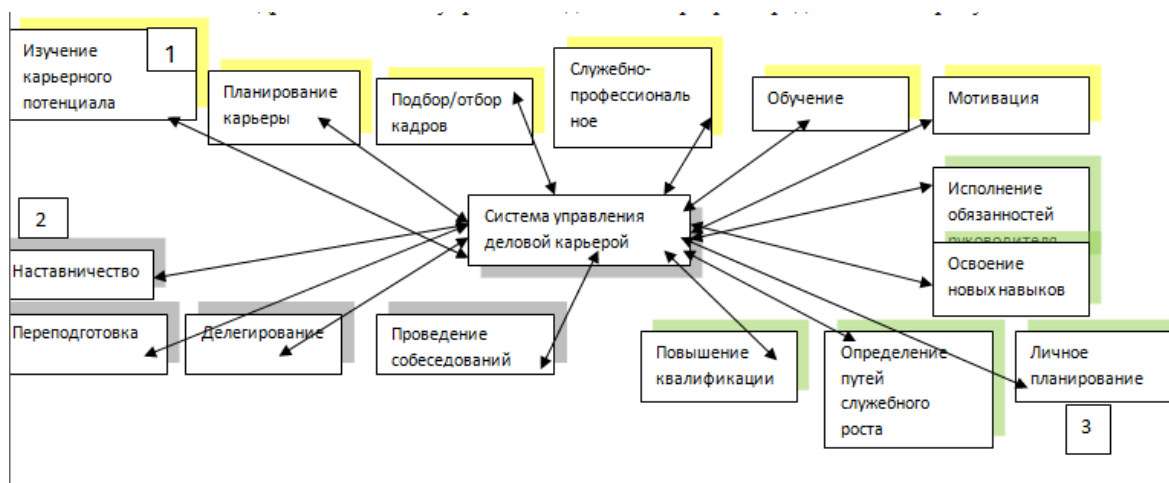 Изучение
карьерного
потенциала
1
Планирование
карьеры
Подбор/отбор
кадров
Служебно-
профессиональ
ное
Обучение
Мотивация
Система управления
деловой карьерой
Исполнение
обязанностей
руководителя
Освоение
новых навыков
2
Наставничество
Переподготовка
Делегирование
Проведение
собеседований
Повышение
квалификации
Определение
путей
служебного
роста
Личное
планирование
3